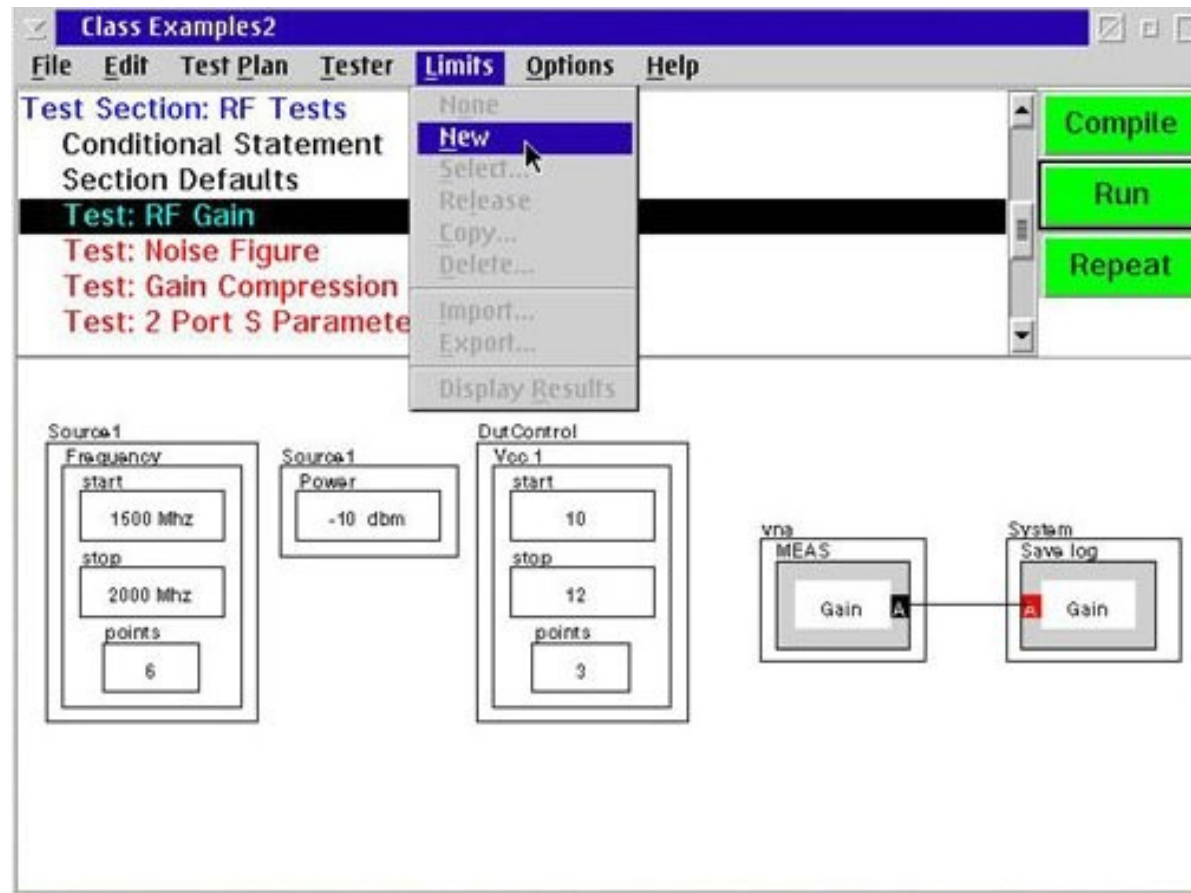 Class Examples2
File Edit Test Plan Tester Limits Options Help
Test Section: RF Tests
Conditional Statement
Section Defaults
Test: RF Gain
Test: Noise Figure
Test: Gain Compression
Test: 2 Port S Paramete
None
New
Select...
Release
Copy...
Delete...
Import...
Export...
Display Results
Compile
Run
Repeat
Source1
Frequency
start
1500 Mhz
stop
2000 Mhz
points
6
Source1
Power
-10 dbm
DutControl
Vcc 1
start
10
stop
12
points
3
vna
MEAS
Gain A
System
Save log
A Gain